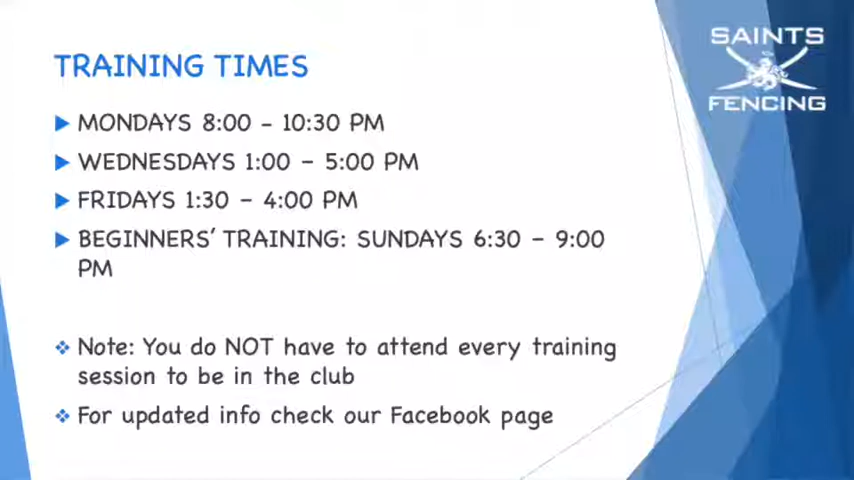 SAINTS
FENCING
TRAINING TIMES
MONDAYS 8:00 – 10:30 PM
WEDNESDAYS 1:00 – 5:00 PM
FRIDAYS 1:30 – 4:00 PM
BEGINNERS’ TRAINING: SUNDAYS 6:30 – 9:00
PM
Note: You do NOT have to attend every training
session to be in the club
For updated info check our Facebook page